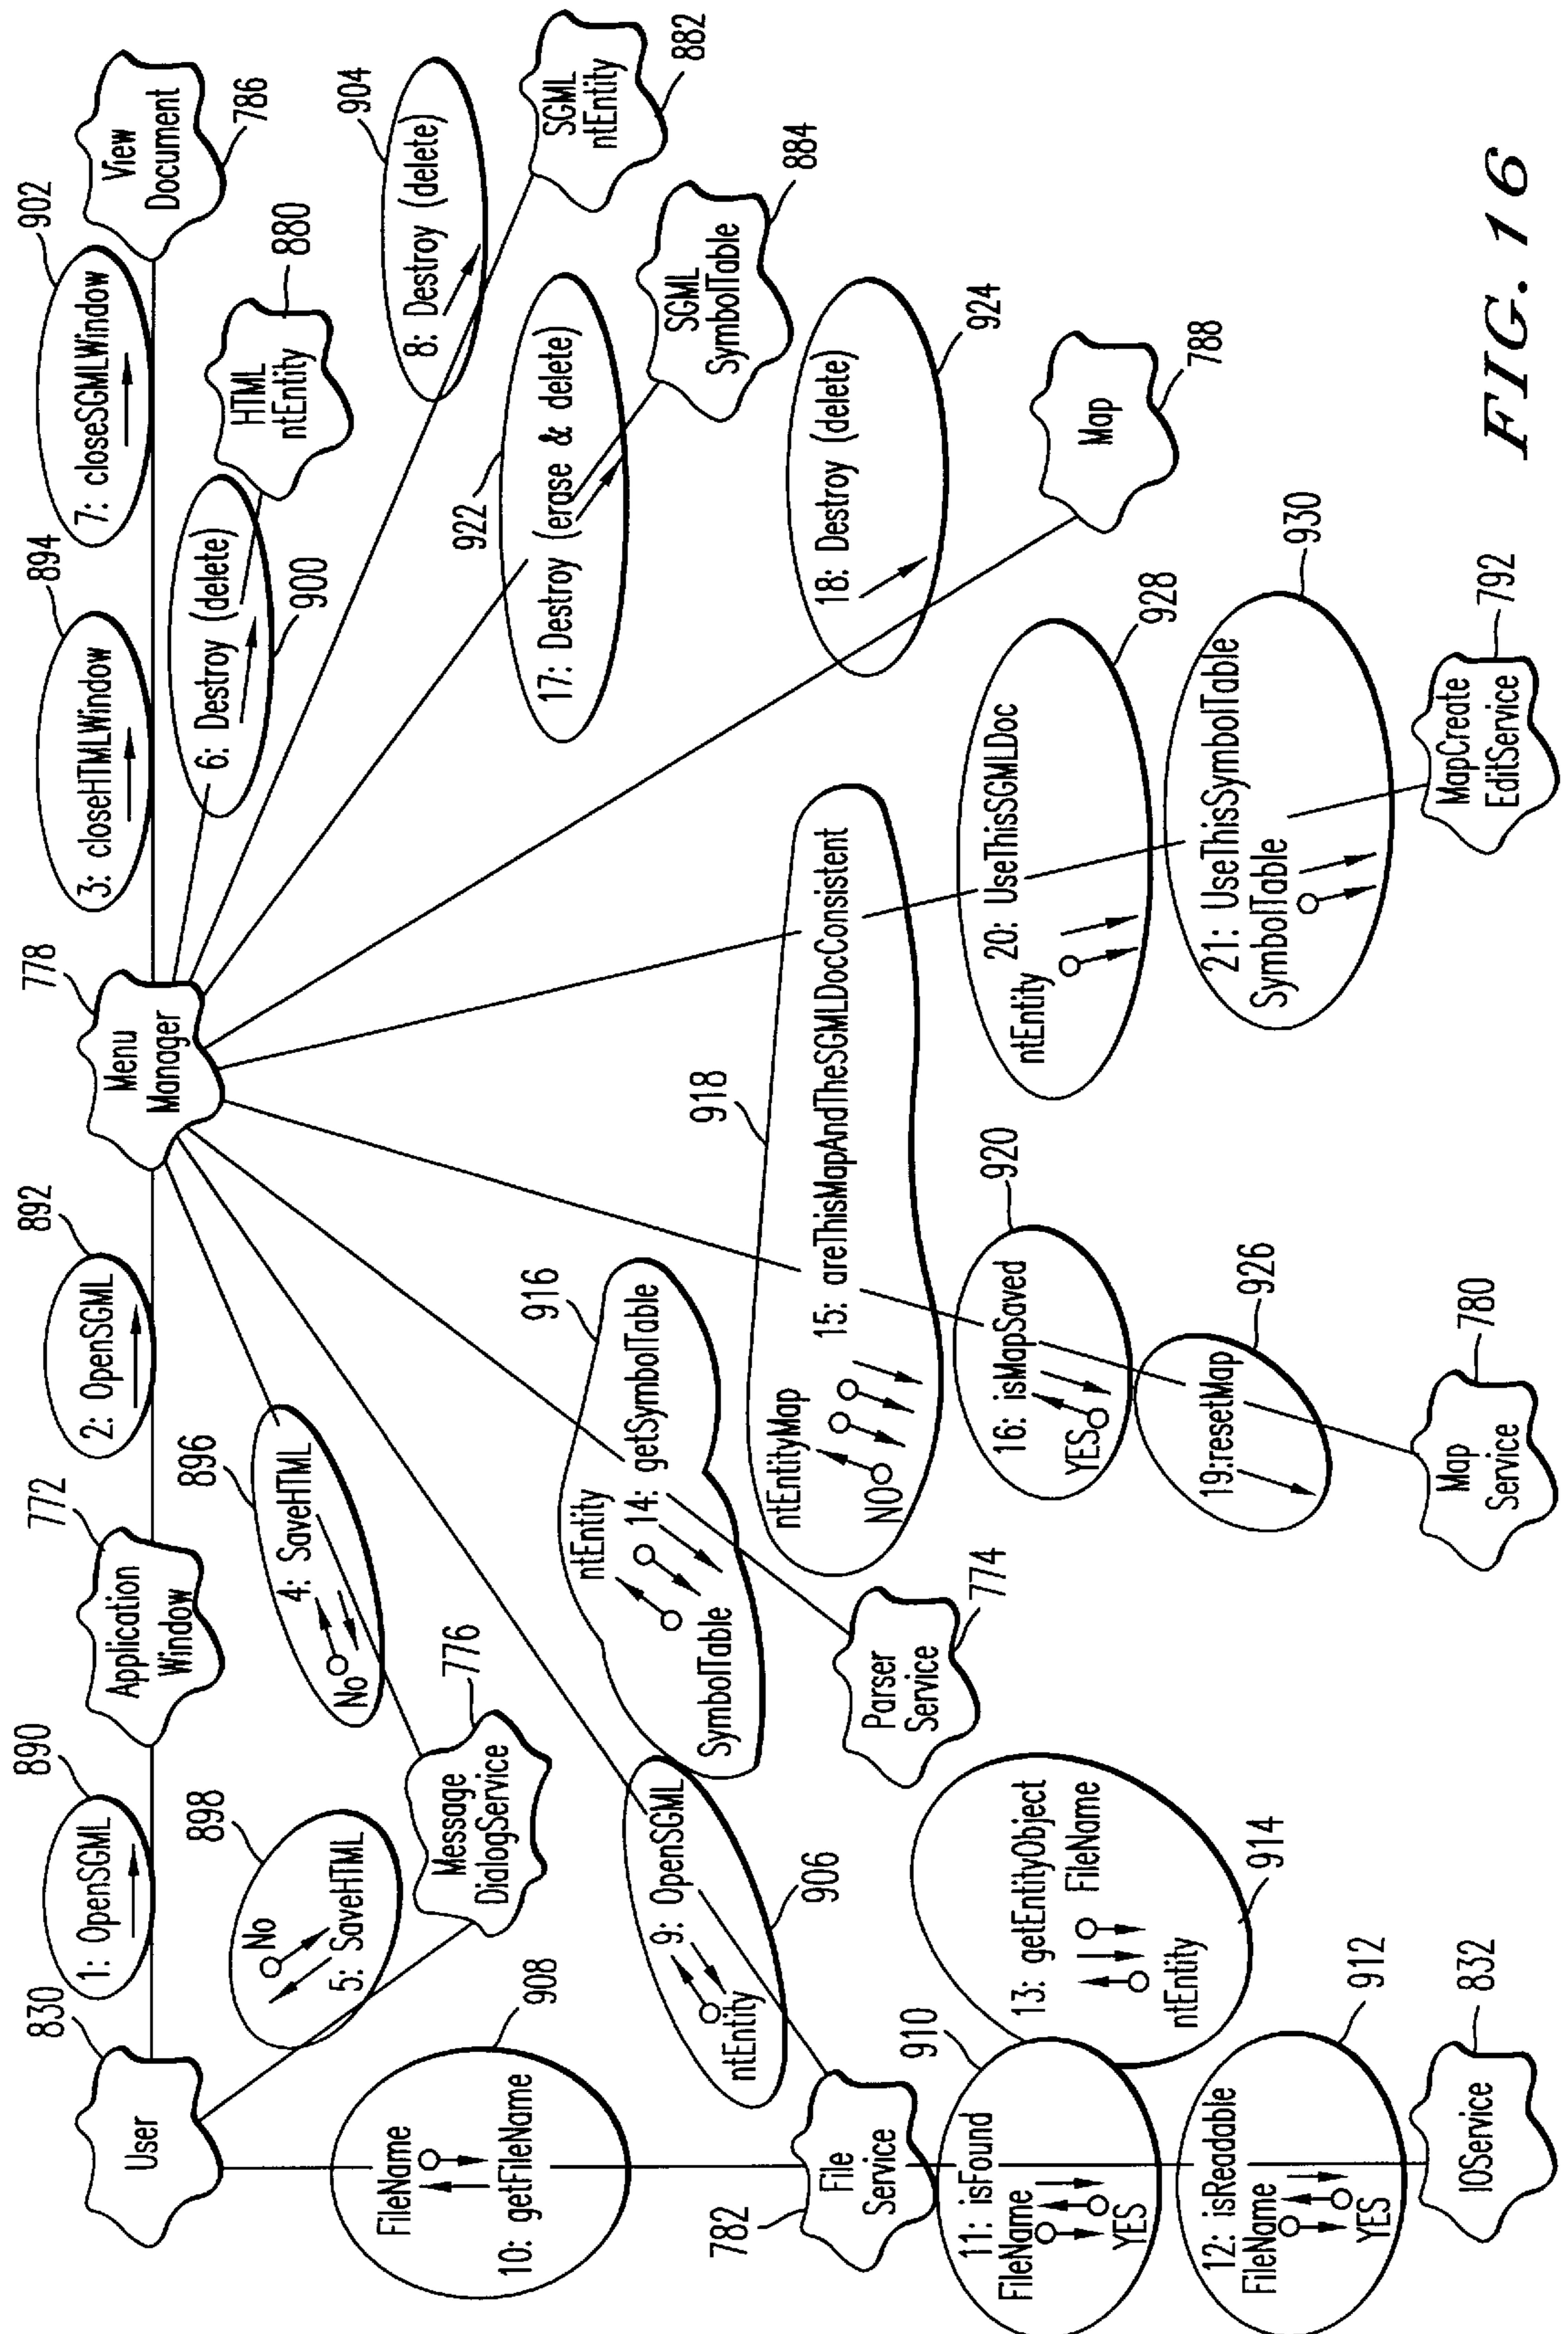 830
User
890
1: OpenSGML
772
Application
Window
892
2: OpenSGML
778
Menu
Manager
894
3: closeHTMLWindow
902
7: closeSGMLWindow
View
Document
786
898
No
5: SaveHTML
896
4: SaveHTML
No
6: Destroy (delete)
900
HTML
ntEntity
880
904
8: Destroy (delete)
SGML
ntEntity
882
908
FileName
10: getFileName
Message
DialogService
776
9: OpenSGML
ntEntity
906
916
ntEntity
14: getSymbolTable
SymbolTable
922
17: Destroy (erase & delete)
SGML
SymbolTable
884
782
File
Service
Parser
Service
774
918
ntEntityMap
15: areThisMapAndTheSGMLDocConsistent
NO
18: Destroy (delete)
924
910
11: isFound
FileName
YES
13: getEntityObject
FileName
ntEntity
914
920
16: isMapSaved
YES
20: UseThisSGMLDoc
ntEntity
928
Map
788
12: isReadable
FileName
YES
912
926
19:resetMap
21: UseThisSymbolTable
SymbolTable
930
IOService
832
Map
Service
780
MapCreate
EditService
792
FIG. 16